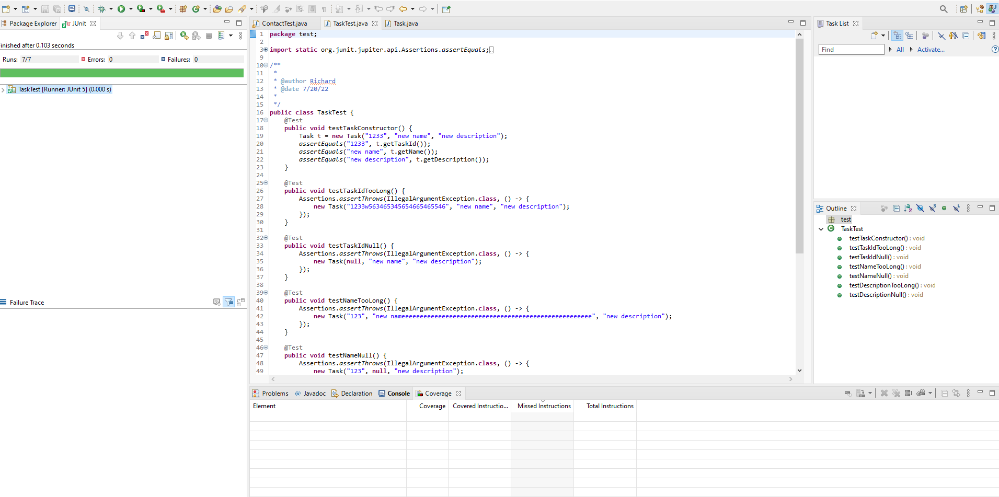 Package Explorer JUnit
Finished after 0.103 seconds
Runs: 7/7 Errors: 0 Failures: 0
TaskTest [Runner: JUnit 5] (0.000 s)
Failure Trace
ContactTest.java TaskTest.java Task.java
1 package test;
2
3 import static org.junit.jupiter.api.Assertions.assertEquals;
9
10 /**
11 *
12 * @author Richard
13 * @date 7/20/22
14 *
15 */
16 public class TaskTest {
17 @Test
18 public void testTaskConstructor() {
19 Task t = new Task("1233", "new name", "new description");
20 assertEquals("1233", t.getTaskId());
21 assertEquals("new name", t.getName());
22 assertEquals("new description", t.getDescription());
23 }
24
25 @Test
26 public void testTaskIdTooLong() {
27 Assertions.assertThrows(IllegalArgumentException.class, () -> {
28 new Task("1233w563465345654665465546", "new name", "new description");
29 });
30 }
31
32 @Test
33 public void testTaskIdNull() {
34 Assertions.assertThrows(IllegalArgumentException.class, () -> {
35 new Task(null, "new name", "new description");
36 });
37 }
38
39 @Test
40 public void testNameTooLong() {
41 Assertions.assertThrows(IllegalArgumentException.class, () -> {
42 new Task("123", "new nameeeeeeeeeeeeeeeeeeeeeeeeeeeeeeeeeeeeeeeeeeeeeeeeeeee", "new description");
43 });
44 }
45
46 @Test
47 public void testNameNull() {
48 Assertions.assertThrows(IllegalArgumentException.class, () -> {
49 new Task("123", null, "new description");
Problems Javadoc Declaration Console Coverage
Element Coverage Covered Instructio... Missed Instructions Total Instructions
Task List
Find All Activate...
Outline
test
TaskTest
testTaskConstructor() : void
testTaskIdTooLong() : void
testTaskIdNull() : void
testNameTooLong() : void
testNameNull() : void
testDescriptionTooLong() : void
testDescriptionNull() : void